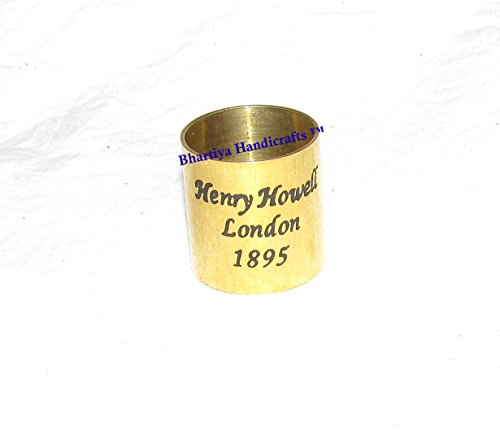 Bhartiya Handicrafts ™
Henry Howell
London
1895